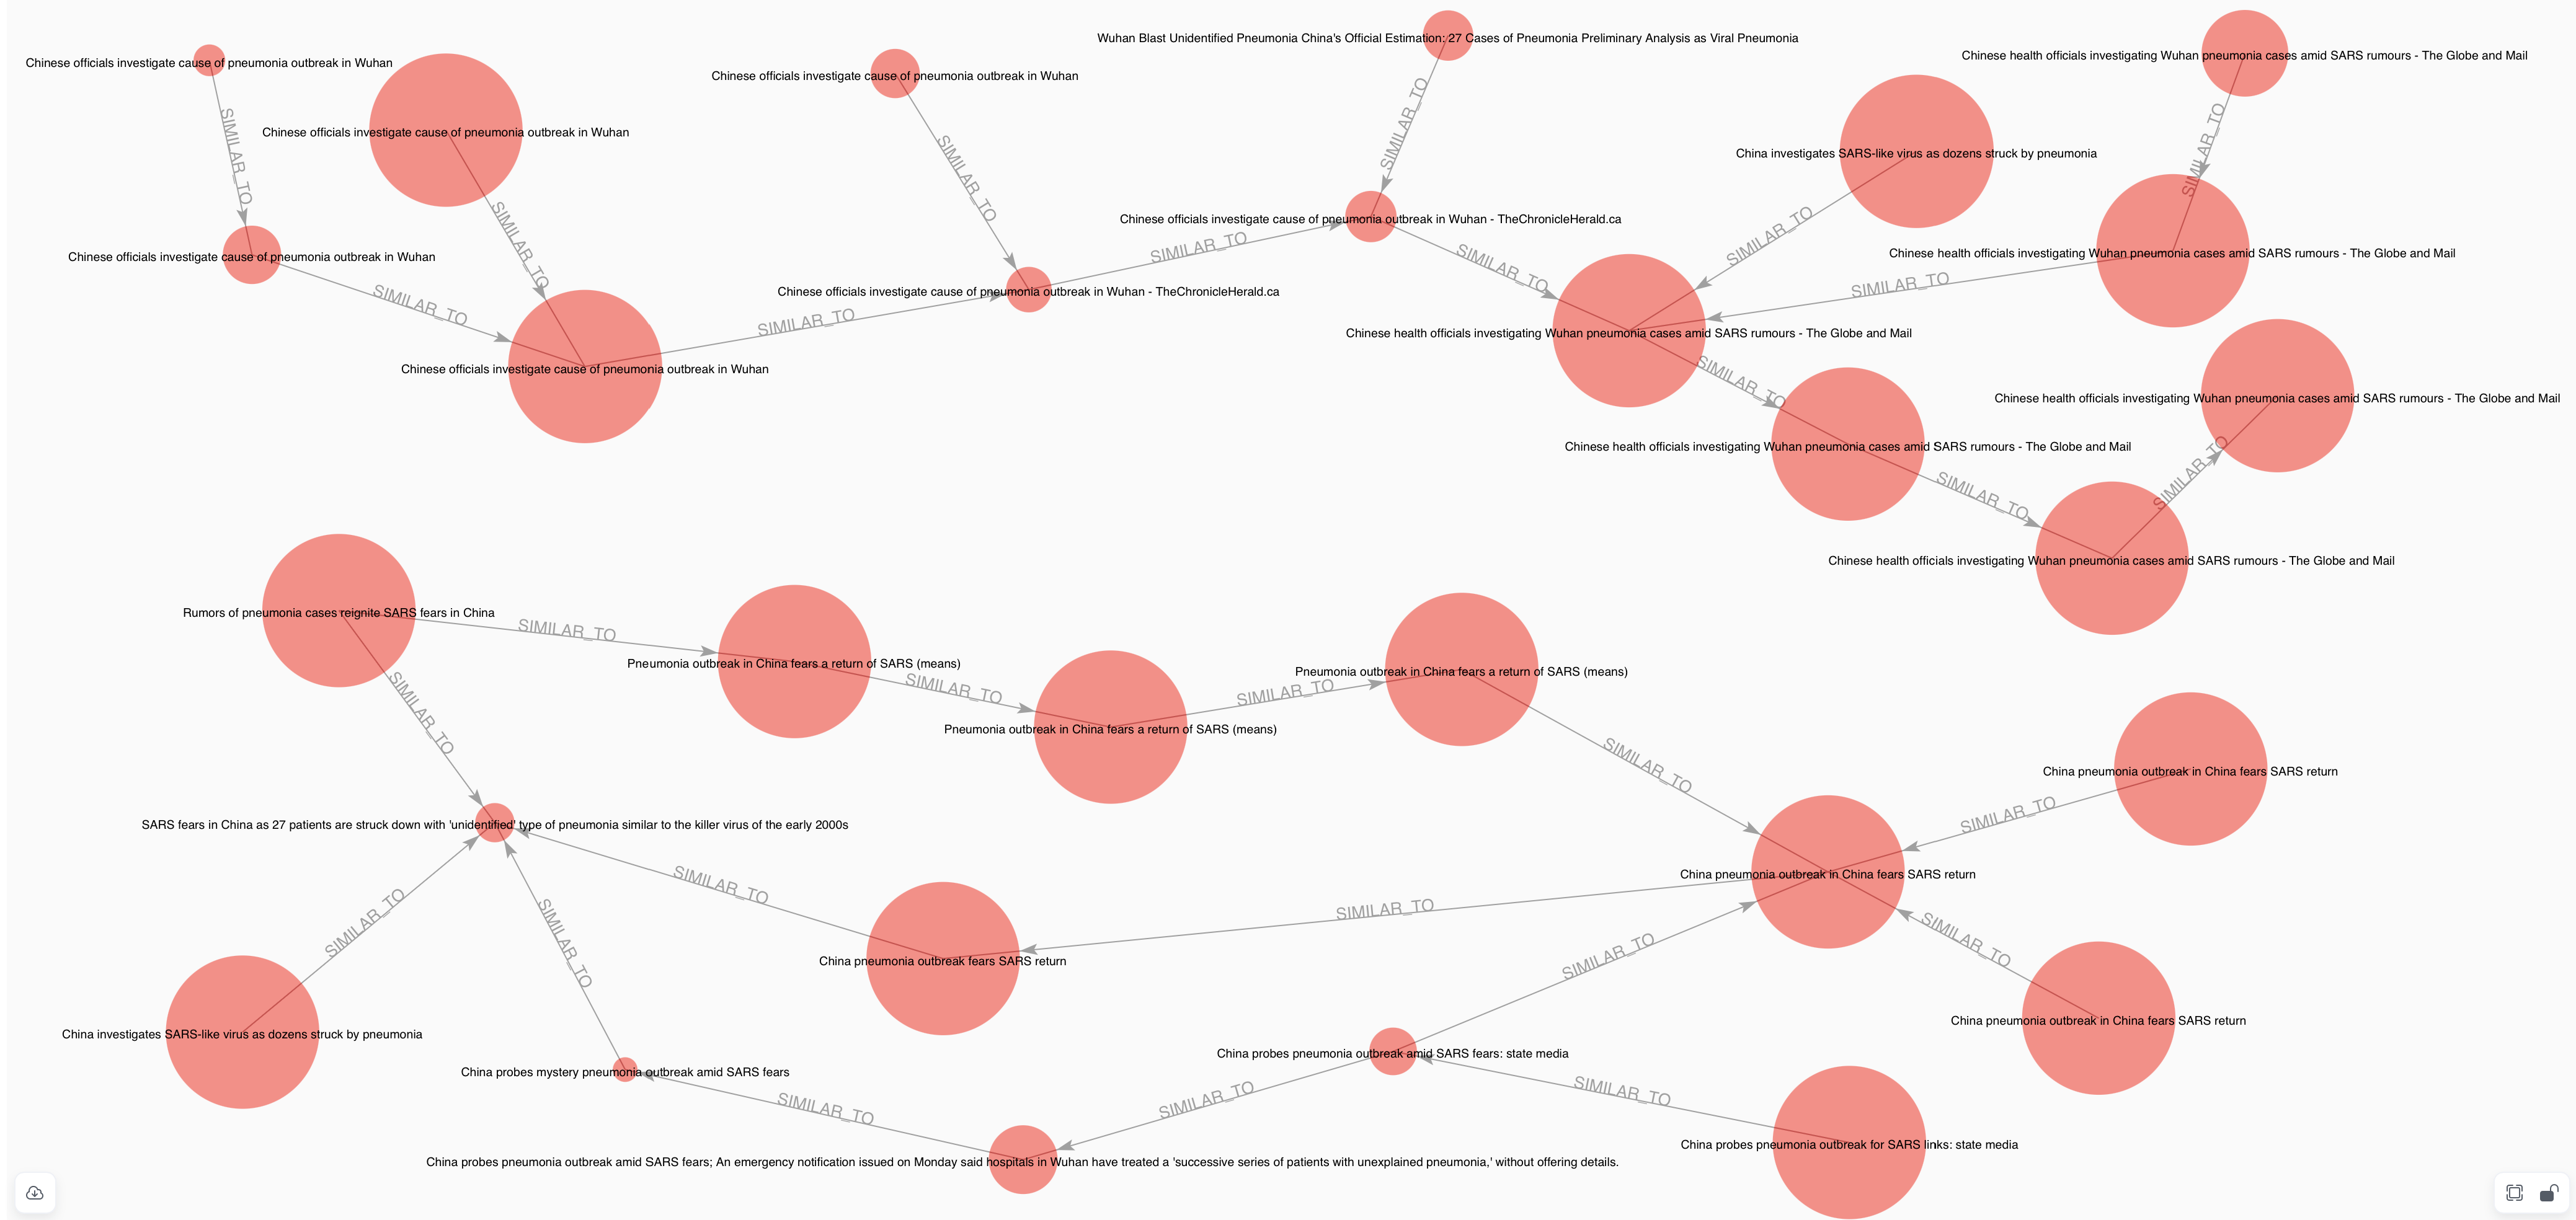 Wuhan Blast Unidentified Pneumonia China's Official Estimation: 27 Cases of Pneumonia Preliminary Analysis as Viral Pneumonia
Chinese health officials investigating Wuhan pneumonia cases amid SARS rumours - The Globe and Mail
Chinese officials investigate cause of pneumonia outbreak in Wuhan
Chinese officials investigate cause of pneumonia outbreak in Wuhan
SIMILAR_TO
SIMILAR_TO
Chinese officials investigate cause of pneumonia outbreak in Wuhan
SIMILAR_TO
SIMILAR_TO
China investigates SARS-like virus as dozens struck by pneumonia
SIMILAR_TO
Chinese officials investigate cause of pneumonia outbreak in Wuhan - TheChronicleHerald.ca
SIMILAR_TO
SIMILAR_TO
SIMILAR_TO
Chinese health officials investigating Wuhan pneumonia cases amid SARS rumours - The Globe and Mail
Chinese officials investigate cause of pneumonia outbreak in Wuhan
SIMILAR_TO
SIMILAR_TO
Chinese officials investigate cause of pneumonia outbreak in Wuhan - TheChronicleHerald.ca
SIMILAR_TO
SIMILAR_TO
Chinese health officials investigating Wuhan pneumonia cases amid SARS rumours - The Globe and Mail
Chinese officials investigate cause of pneumonia outbreak in Wuhan
SIMILAR_TO
Chinese health officials investigating Wuhan pneumonia cases amid SARS rumours - The Globe and Mail
Chinese health officials investigating Wuhan pneumonia cases amid SARS rumours - The Globe and Mail
SIMILAR_TO
SIMILAR_TO
Chinese health officials investigating Wuhan pneumonia cases amid SARS rumours - The Globe and Mail
Rumors of pneumonia cases reignite SARS fears in China
SIMILAR_TO
Pneumonia outbreak in China fears a return of SARS (means)
Pneumonia outbreak in China fears a return of SARS (means)
SIMILAR_TO
SIMILAR_TO
SIMILAR_TO
Pneumonia outbreak in China fears a return of SARS (means)
SIMILAR_TO
China pneumonia outbreak in China fears SARS return
SIMILAR_TO
SARS fears in China as 27 patients are struck down with 'unidentified' type of pneumonia similar to the killer virus of the early 2000s
China pneumonia outbreak in China fears SARS return
SIMILAR_TO
SIMILAR_TO
SIMILAR_TO
SIMILAR_TO
SIMILAR_TO
SIMILAR_TO
China pneumonia outbreak fears SARS return
China pneumonia outbreak in China fears SARS return
China investigates SARS-like virus as dozens struck by pneumonia
China probes pneumonia outbreak amid SARS fears: state media
China probes mystery pneumonia outbreak amid SARS fears
SIMILAR_TO
SIMILAR_TO
SIMILAR_TO
China probes pneumonia outbreak for SARS links: state media
China probes pneumonia outbreak amid SARS fears; An emergency notification issued on Monday said hospitals in Wuhan have treated a 'successive series of patients with unexplained pneumonia,' without offering details.